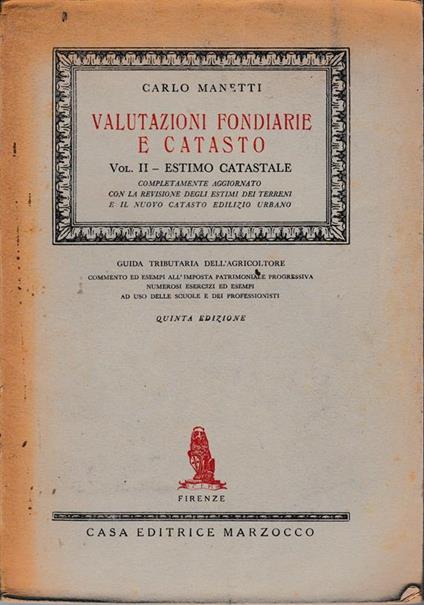 CARLO MANETTI
VALUTAZIONI FONDIARIE
E CATASTO
VOL. II – ESTIMO CATASTALE
COMPLETAMENTE AGGIORNATO
CON LA REVISIONE DEGLI ESTIMI DEI TERRENI
E IL NUOVO CATASTO EDILIZIO URBANO
GUIDA TRIBUTARIA DELL'AGRICOLTORE
COMMENTO ED ESEMPI ALL'IMPOSTA PATRIMONIALE PROGRESSIVA
NUMEROSI ESERCIZI ED ESEMPI
AD USO DELLE SCUOLE E DEI PROFESSIONISTI
QUINTA EDIZIONE
FIRENZE
CASA EDITRICE MARZOCCO